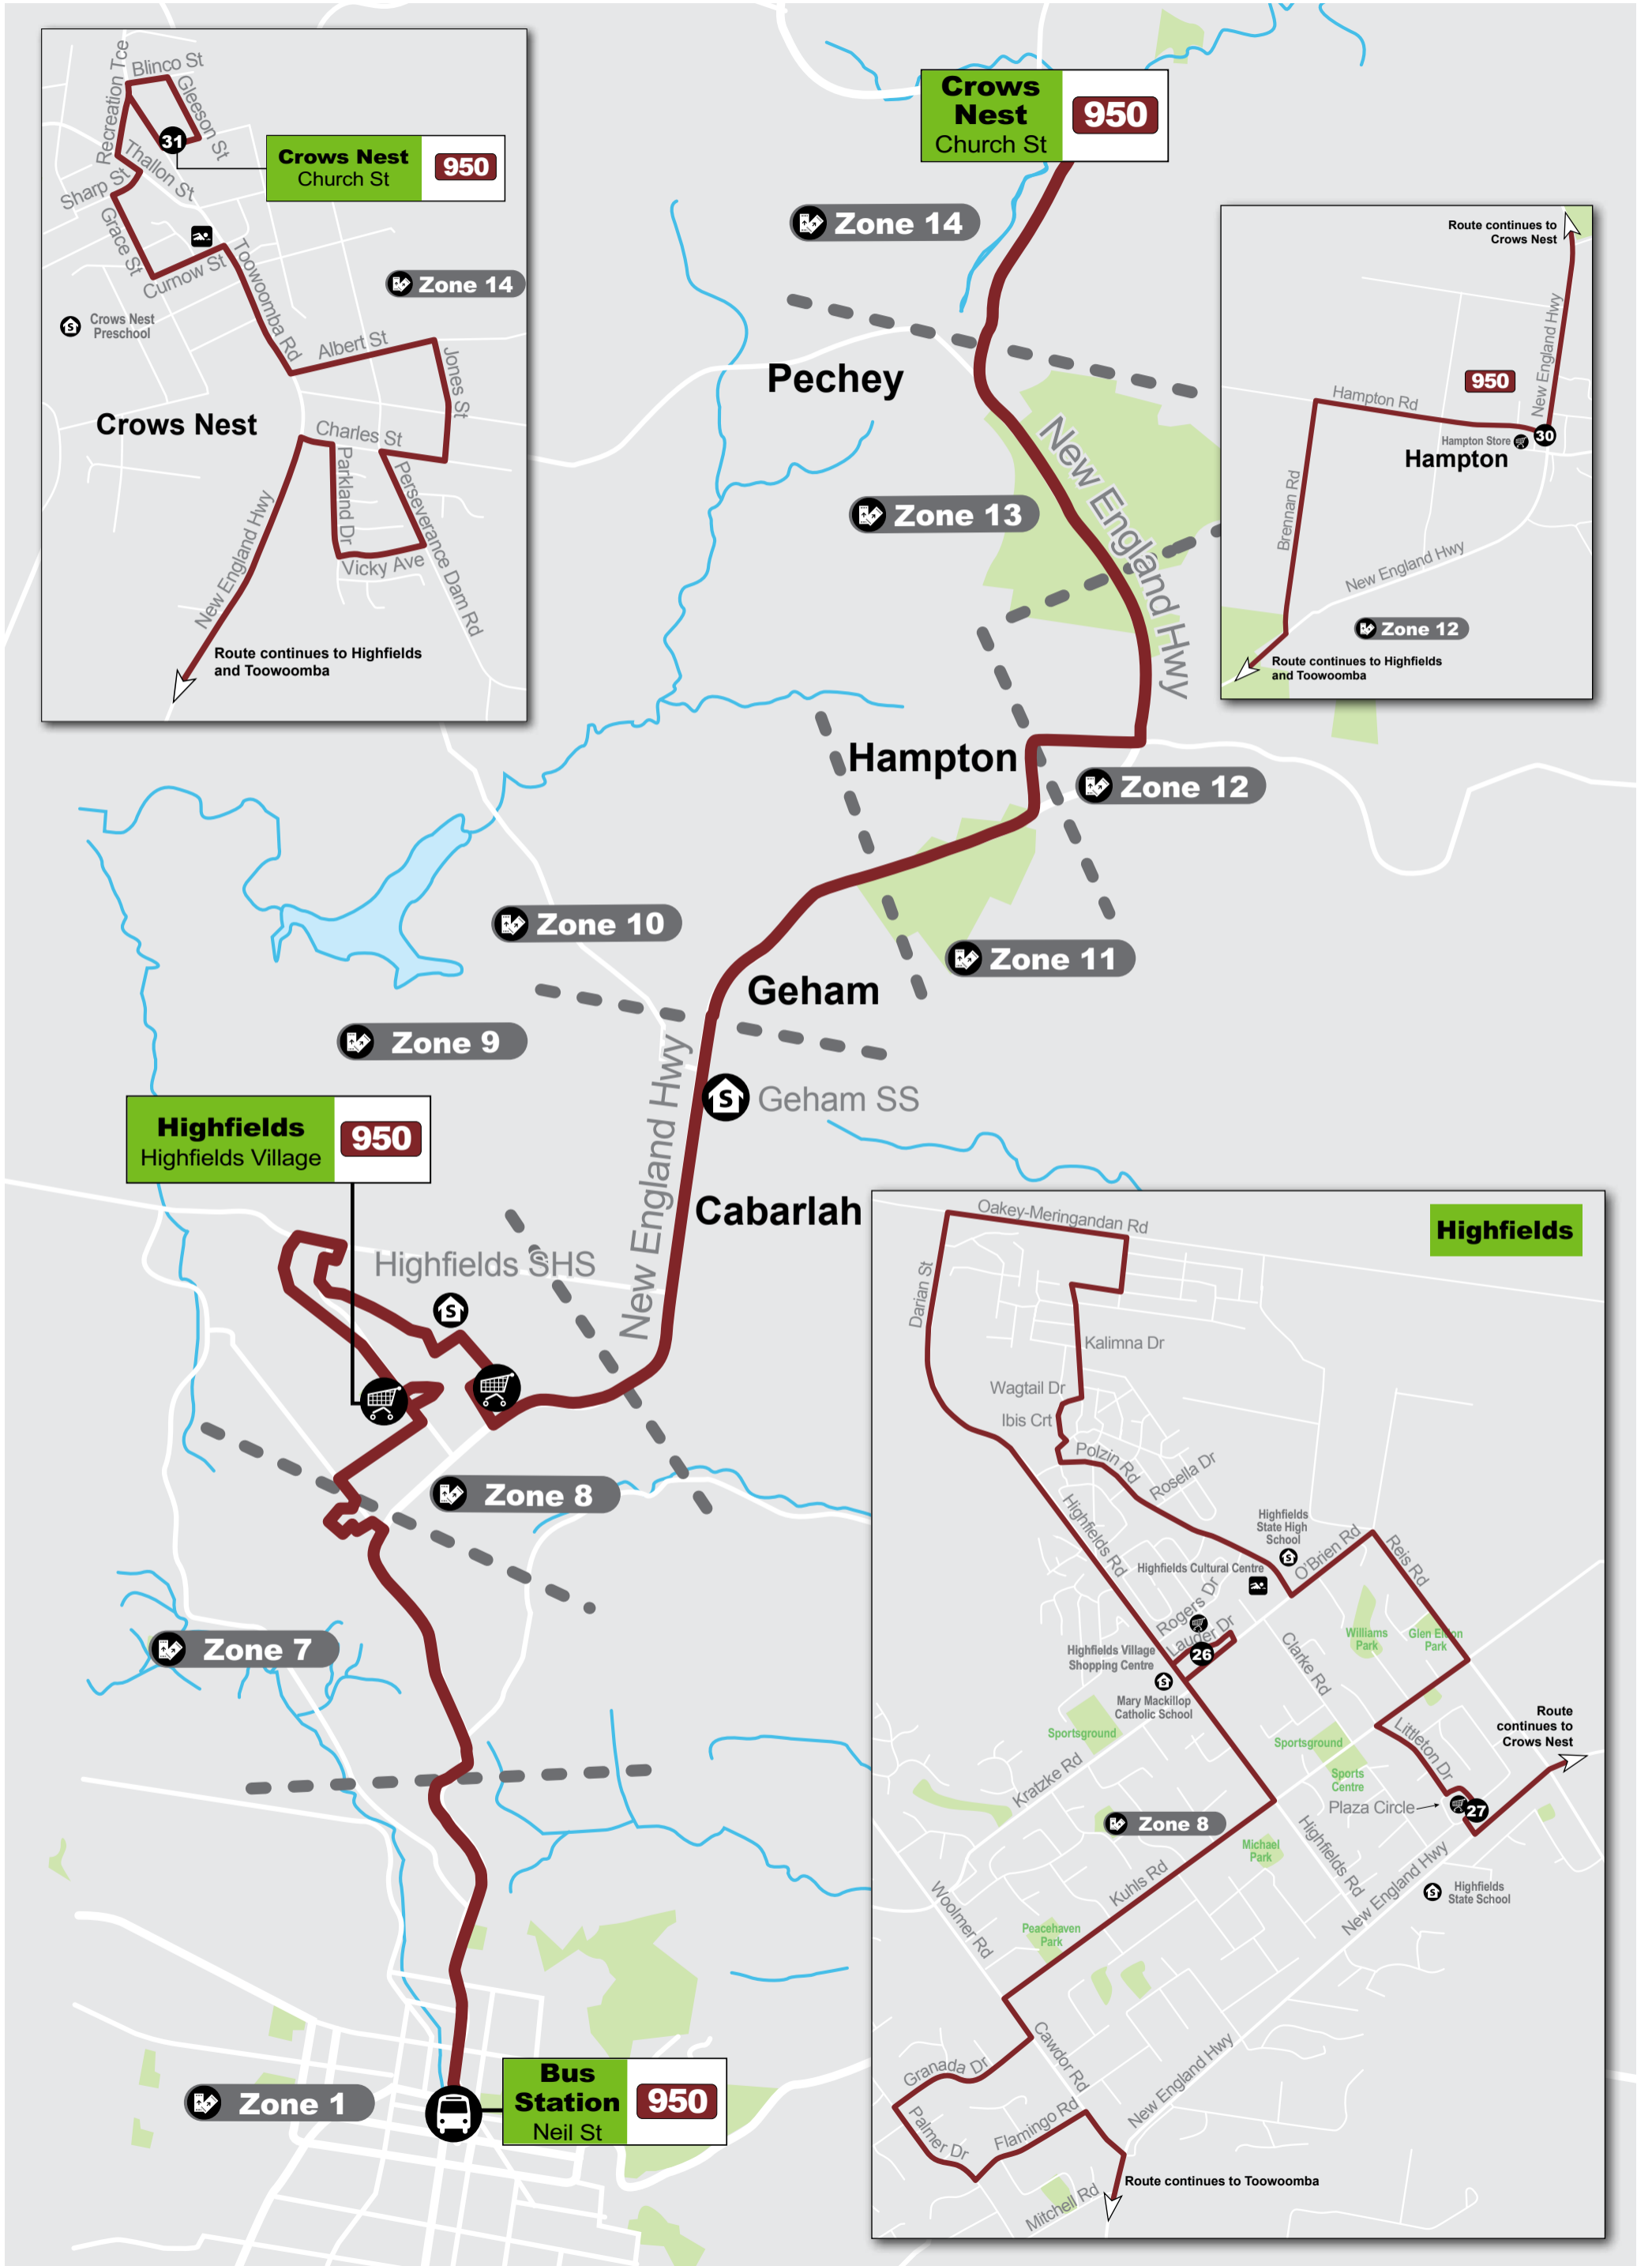 Recreation Tce
Blinco St
Gleeson St
31
Crows Nest
Church St
950
Thallon St
Sharp St
Grace St
Curnow St
Toowoomba Rd
Zone 14
Crows Nest
Preschool
Albert St
Jones St
Crows Nest
Charles St
Parkland Dr
Perseverance Dam Rd
Vicky Ave
New England Hwy
Route continues to Highfields
and Toowoomba
Crows
Nest
Church St
950
Zone 14
Pechey
Zone 13
New England Hwy
Route continues to
Crows Nest
New England Hwy
950
Hampton Rd
Hampton Store
30
Hampton
Brennan Rd
New England Hwy
Zone 12
Route continues to Highfields
and Toowoomba
Hampton
Zone 12
Zone 10
Zone 11
Geham
Zone 9
New England Hwy
S
Geham SS
Highfields
Highfields Village
950
Cabarlah
Highfields SHS
S
Zone 8
Zone 7
Zone 1
Bus
Station
Neil St
950
Highfields
Oakey-Meringandan Rd
Darian St
Kalimna Dr
Wagtail Dr
Ibis Crt
Polzin Rd
Rosella Dr
Highfields Rd
Highfields
State High
School
O'Brien Rd
Reis Rd
Highfields Cultural Centre
Rogers Dr
Lauder Dr
26
Highfields Village
Shopping Centre
Mary Mackillop
Catholic School
Williams
Park
Glen Elton
Park
Clarke Rd
Sportsground
Kratzke Rd
Sportsground
Sports
Centre
Littleton Dr
Route
continues to
Crows Nest
Plaza Circle
27
Zone 8
Michael
Park
Highfields Rd
New England Hwy
Highfields
State School
Kuhls Rd
Woolmer Rd
Peacehaven
Park
Cawdor Rd
Granada Dr
Palmer Dr
Flamingo Rd
New England Hwy
Route continues to Toowoomba
Mitchell Rd